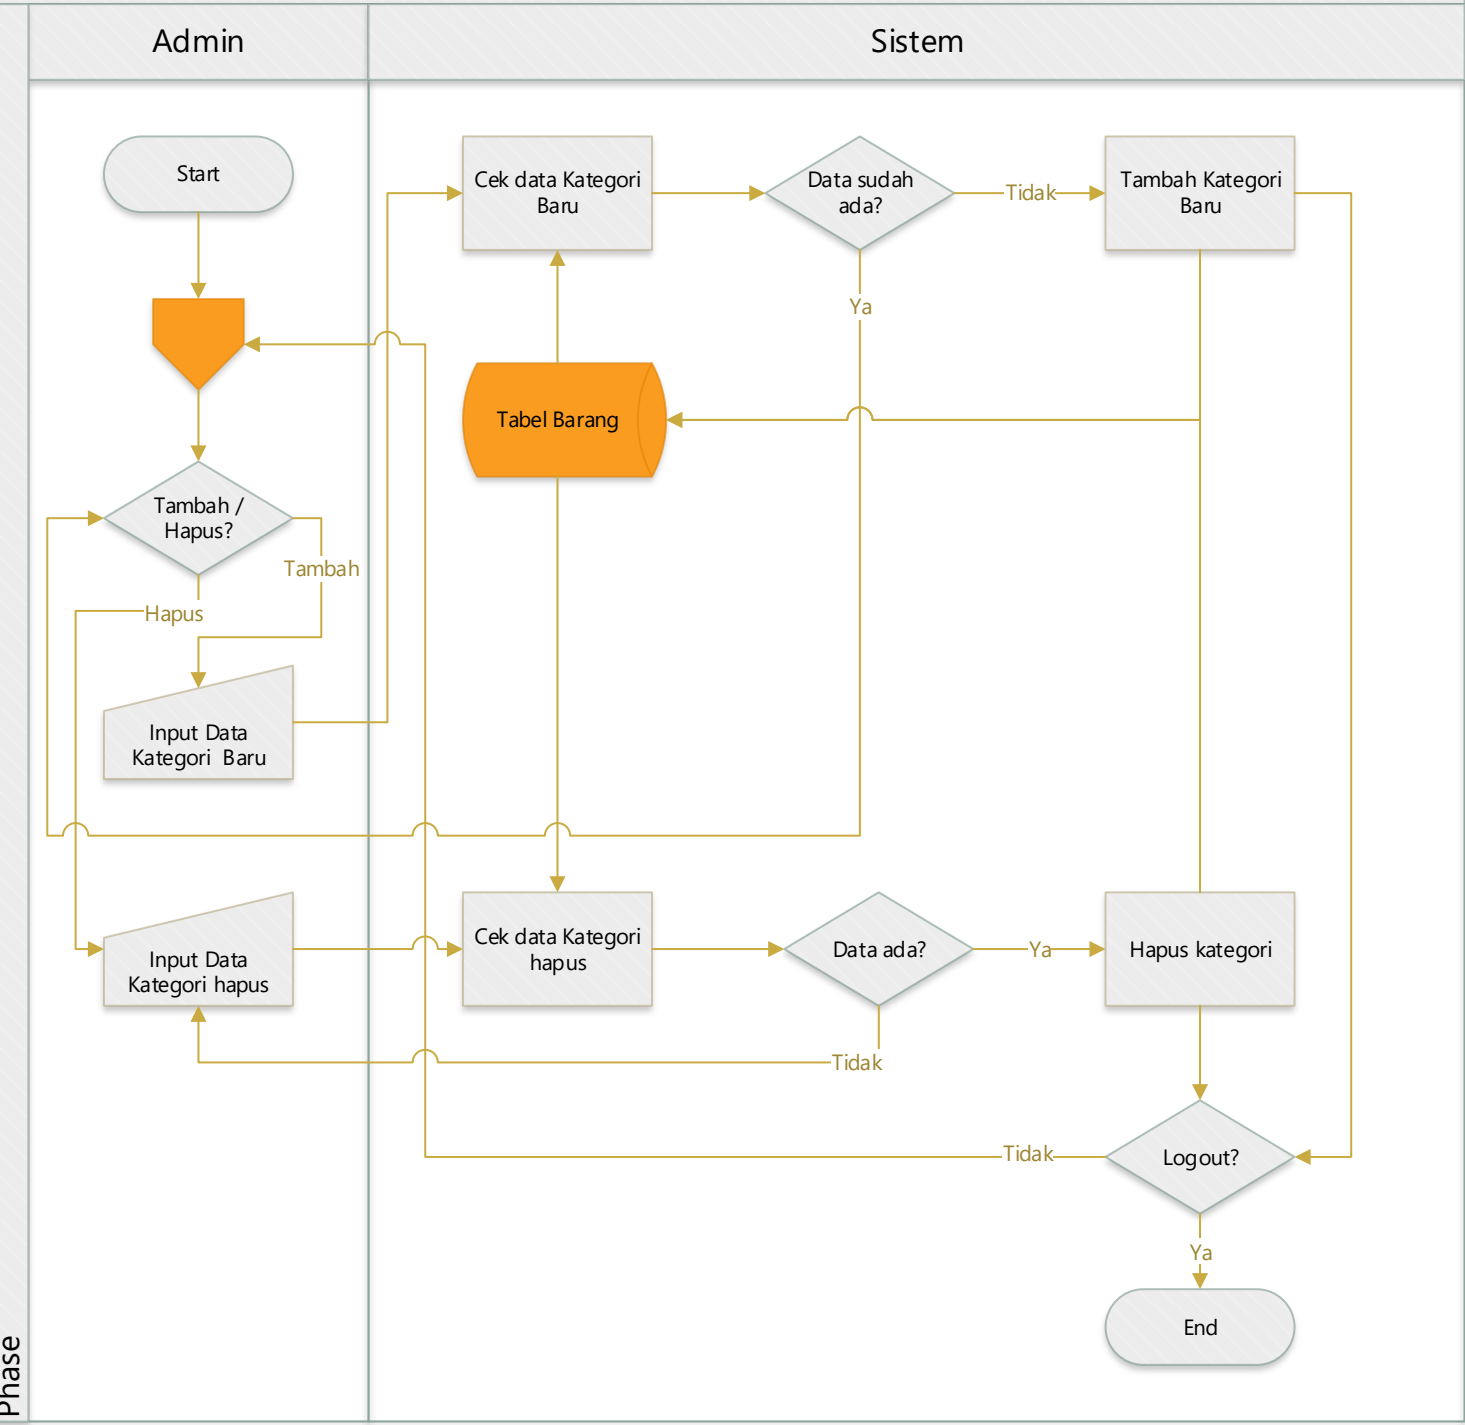 Admin
Sistem
Start
Cek data Kategori
Baru
Data sudah
ada?
Tidak
Tambah Kategori
Baru
Ya
Tabel Barang
Tambah /
Hapus?
Tambah
Hapus
Input Data
Kategori  Baru
Input Data
Kategori hapus
Cek data Kategori
hapus
Data ada?
Ya
Hapus kategori
Tidak
Tidak
Logout?
Ya
End
Phase